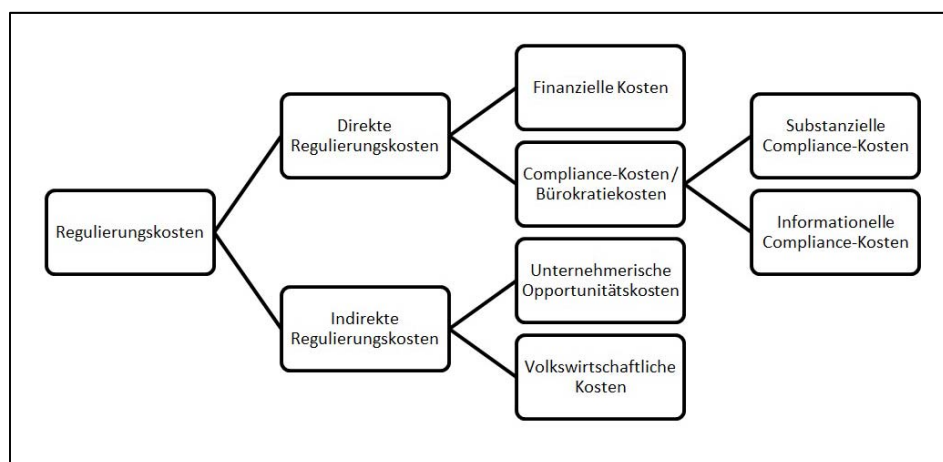 Regulierungskosten
Direkte
Regulierungskosten
Indirekte
Regulierungskosten
Finanzielle Kosten
Compliance-Kosten/
Bürokratiekosten
Unternehmerische
Opportunitätskosten
Volkswirtschaftliche
Kosten
Substanzielle
Compliance-Kosten
Informationelle
Compliance-Kosten